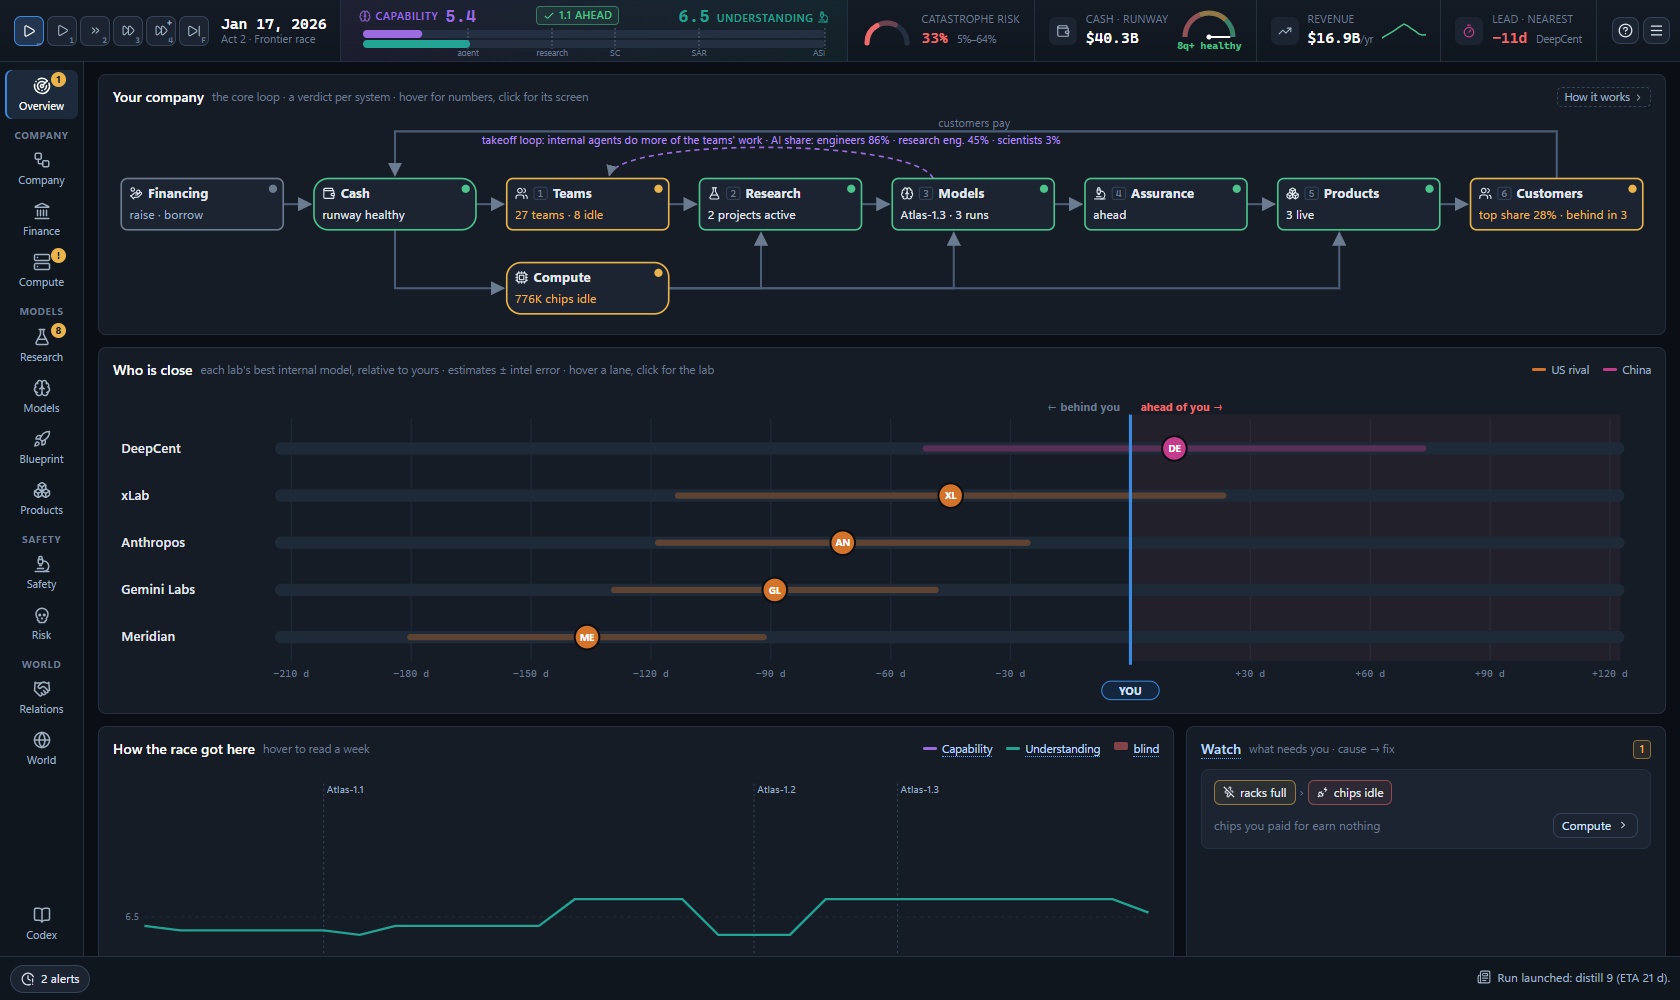 1
2
3
4
F
Jan 17, 2026
Act 2 · Frontier race
CAPABILITY 5.4
1.1 AHEAD
6.5 UNDERSTANDING
agent
research
SC
SAR
ASI
CATASTROPHE RISK
33% 5%–64%
CASH · RUNWAY
$40.3B
8q+ healthy
REVENUE
$16.9B/yr
LEAD · NEAREST
−11d DeepCent
1
Overview
COMPANY
Company
Finance
!
Compute
MODELS
8
Research
Models
Blueprint
Products
SAFETY
Safety
Risk
WORLD
Relations
World
Codex
Your company the core loop · a verdict per system · hover for numbers, click for its screen
How it works ›
customers pay
takeoff loop: internal agents do more of the teams' work · AI share: engineers 86% · research eng. 45% · scientists 3%
Financing
raise · borrow
Cash
runway healthy
1 Teams
27 teams · 8 idle
2 Research
2 projects active
3 Models
Atlas-1.3 · 3 runs
4 Assurance
ahead
5 Products
3 live
6 Customers
top share 28% · behind in 3
Compute
776K chips idle
Who is close each lab's best internal model, relative to yours · estimates ± intel error · hover a lane, click for the lab
US rival
China
← behind you
ahead of you →
DeepCent
DE
xLab
XL
Anthropos
AN
Gemini Labs
GL
Meridian
ME
−210 d
−180 d
−150 d
−120 d
−90 d
−60 d
−30 d
+30 d
+60 d
+90 d
+120 d
YOU
How the race got here hover to read a week
Capability
Understanding
blind
Atlas-1.1
Atlas-1.2
Atlas-1.3
6.5
Watch what needs you · cause → fix
1
racks full › chips idle
chips you paid for earn nothing
Compute ›
2 alerts
Run launched: distill 9 (ETA 21 d).